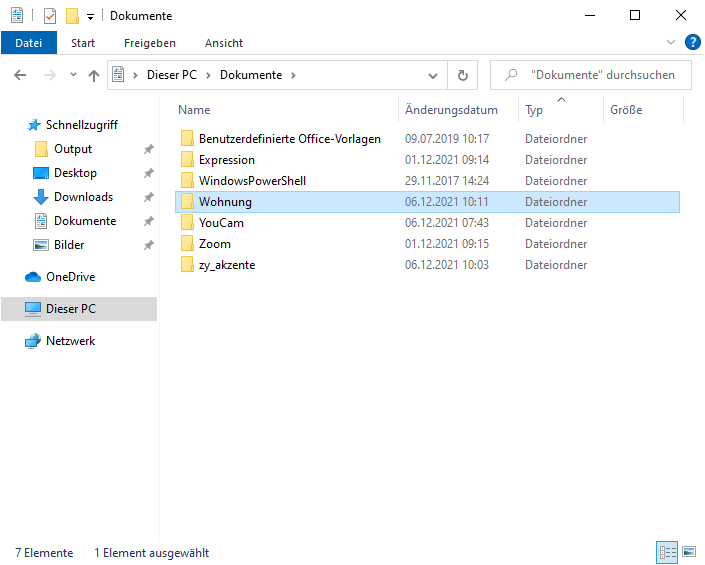 Dokumente
Datei Start Freigeben Ansicht
Dieser PC Dokumente "Dokumente" durchsuchen
Name Änderungsdatum Typ Größe
Schnellzugriff
Output
Desktop
Downloads
Dokumente
Bilder
OneDrive
Dieser PC
Netzwerk
Benutzerdefinierte Office-Vorlagen 09.07.2019 10:17 Dateiordner
Expression 01.12.2021 09:14 Dateiordner
WindowsPowerShell 29.11.2017 14:24 Dateiordner
Wohnung 06.12.2021 10:11 Dateiordner
YouCam 06.12.2021 07:43 Dateiordner
Zoom 01.12.2021 09:15 Dateiordner
zy_akzente 06.12.2021 10:03 Dateiordner
7 Elemente 1 Element ausgewählt